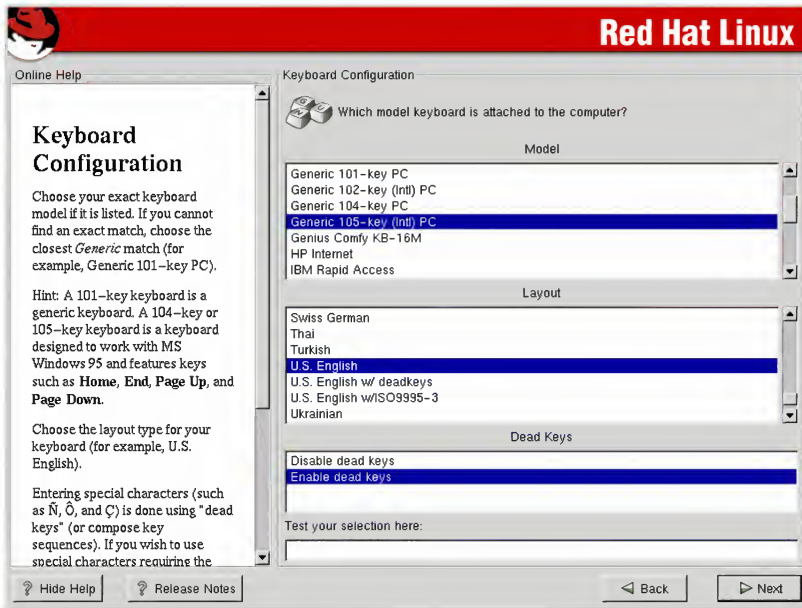 Red Hat Linux
Online Help
Keyboard
Configuration
Choose your exact keyboard
model if it is listed. If you cannot
find an exact match, choose the
closest Generic match (for
example, Generic 101-key PC).
Hint: A 101-key keyboard is a
generic keyboard. A 104-key or
105-key keyboard is a keyboard
designed to work with MS
Windows 95 and features keys
such as Home, End, Page Up, and
Page Down.
Choose the layout type for your
keyboard (for example, U.S.
English).
Entering special characters (such
as Ñ, Ô, and Ç) is done using "dead
keys" (or compose key
sequences). If you wish to use
special characters requiring the
Keyboard Configuration
G U N
Which model keyboard is attached to the computer?
Model
Generic 101-key PC
Generic 102-key (Intl) PC
Generic 104-key PC
Generic 105-key (Intl) PC
Genius Comfy KB-16M
HP Internet
IBM Rapid Access
Layout
Swiss German
Thai
Turkish
U.S. English
U.S. English w/ deadkeys
U.S. English w/ISO9995-3
Ukrainian
Dead Keys
Disable dead keys
Enable dead keys
Test your selection here:
Hide Help
Release Notes
Back
Next